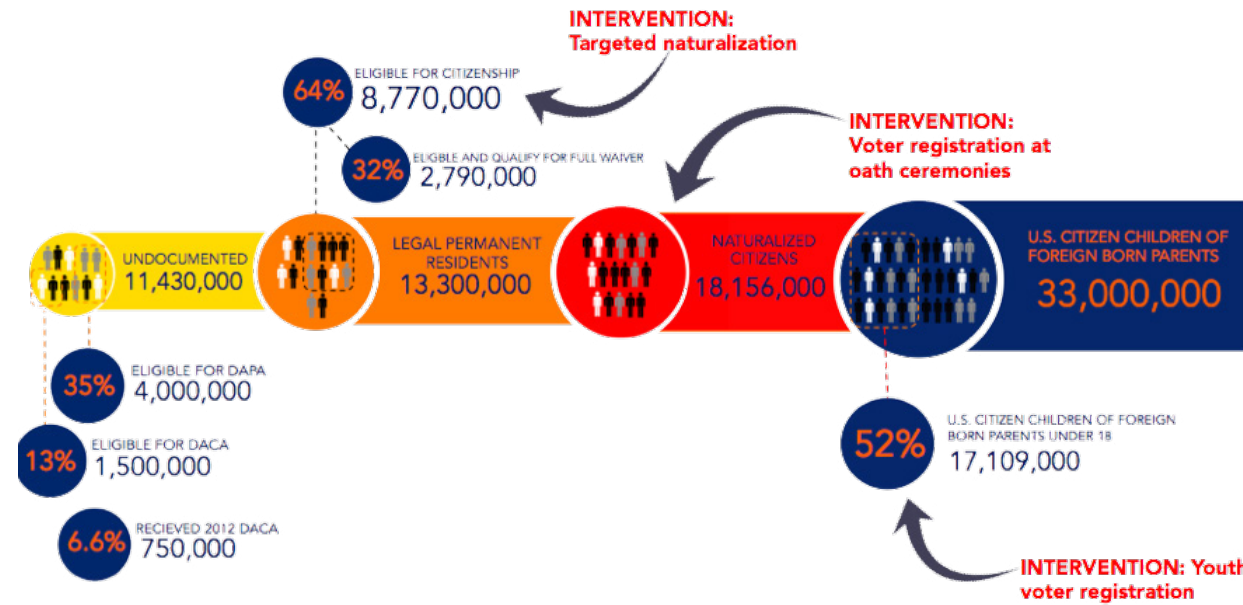 INTERVENTION:
Targeted naturalization
64%
ELIGIBLE FOR CITIZENSHIP
8,770,000
32%
ELIGBLE AND QUALIFY FOR FULL WAIVER
2,790,000
INTERVENTION:
Voter registration at
oath ceremonies
UNDOCUMENTED
11,430,000
LEGAL PERMANENT
RESIDENTS
13,300,000
NATURALIZED
CITIZENS
18,156,000
U.S. CITIZEN CHILDREN OF
FOREIGN BORN PARENTS
33,000,000
35%
ELIGIBLE FOR DAPA
4,000,000
13%
ELIGIBLE FOR DACA
1,500,000
6.6%
RECIEVED 2012 DACA
750,000
52%
U.S. CITIZEN CHILDREN OF FOREIGN
BORN PARENTS UNDER 18
17,109,000
INTERVENTION: Youth
voter registration